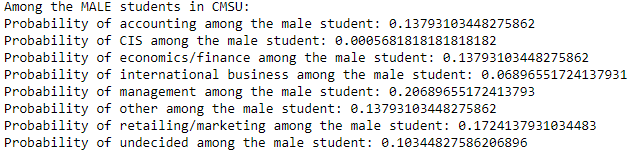 Among the MALE students in CMSU:
Probability of accounting among the male student: 0.13793103448275862
Probability of CIS among the male student: 0.0005681818181818182
Probability of economics/finance among the male student: 0.13793103448275862
Probability of international business among the male student: 0.06896551724137931
Probability of management among the male student: 0.20689655172413793
Probability of other among the male student: 0.13793103448275862
Probability of retailing/marketing among the male student: 0.1724137931034483
Probability of undecided among the male student: 0.10344827586206896